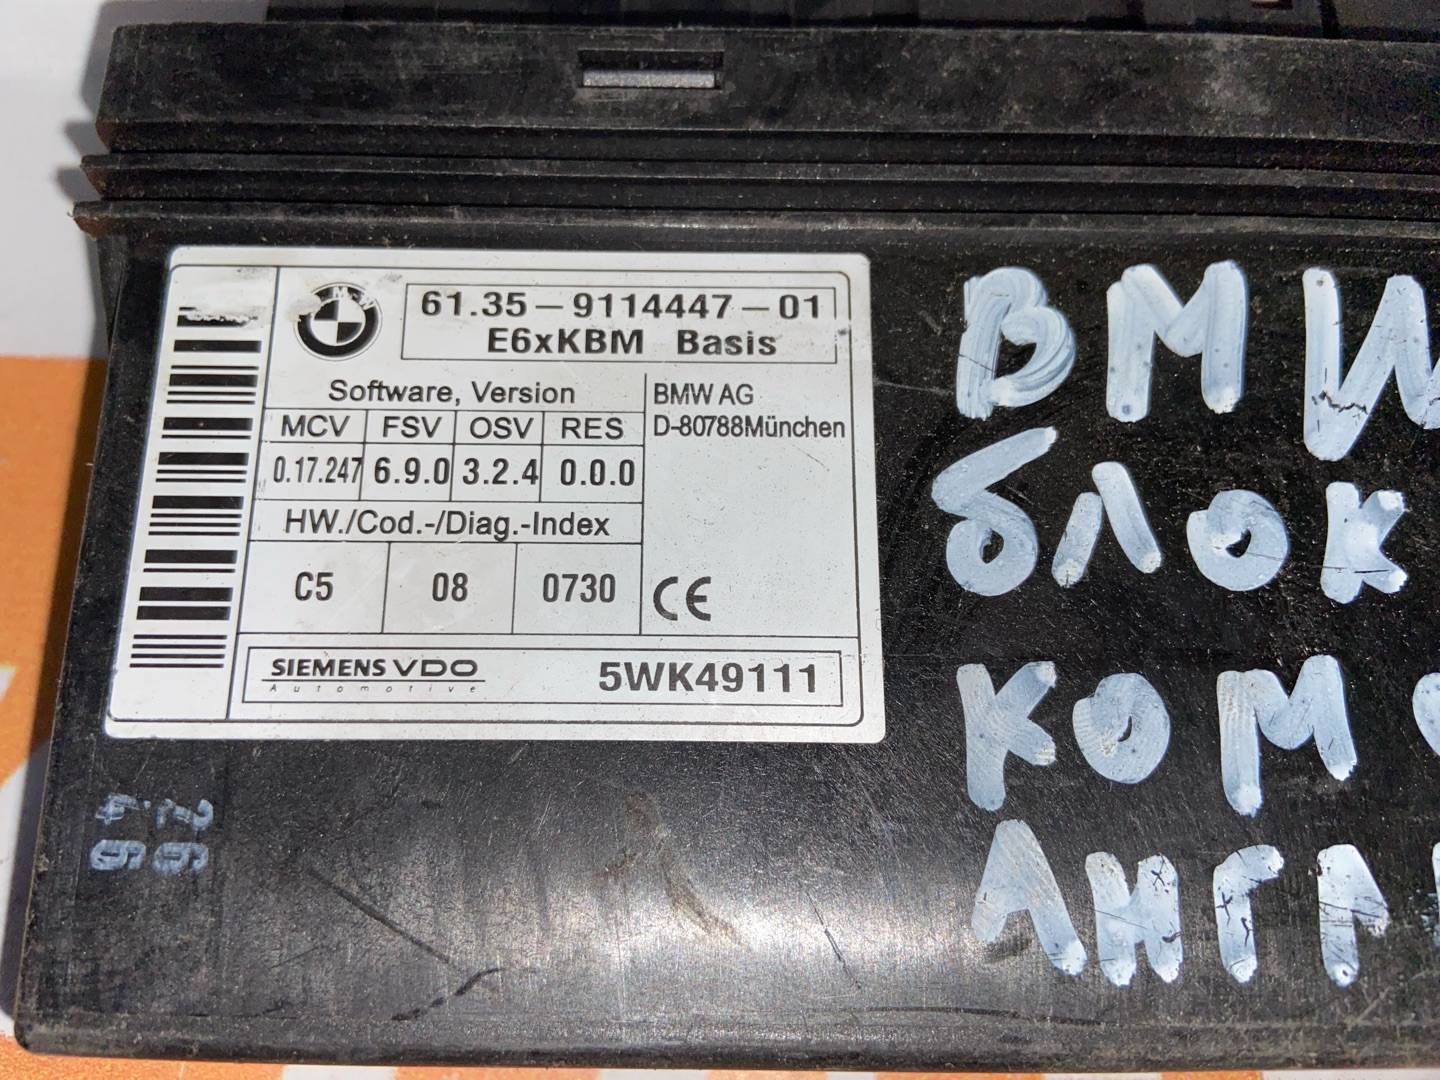 BMW
61.35-9114447-01
E6xKBM Basis
Software, Version
MCV FSV OSV RES
0.17.247 6.9.0 3.2.4 0.0.0
HW./Cod.-/Diag.-Index
C5 08 0730
BMW AG
D-80788München
CE
SIEMENS VDO
Automotive
5WK49111
BMW
блок
ком
Англ